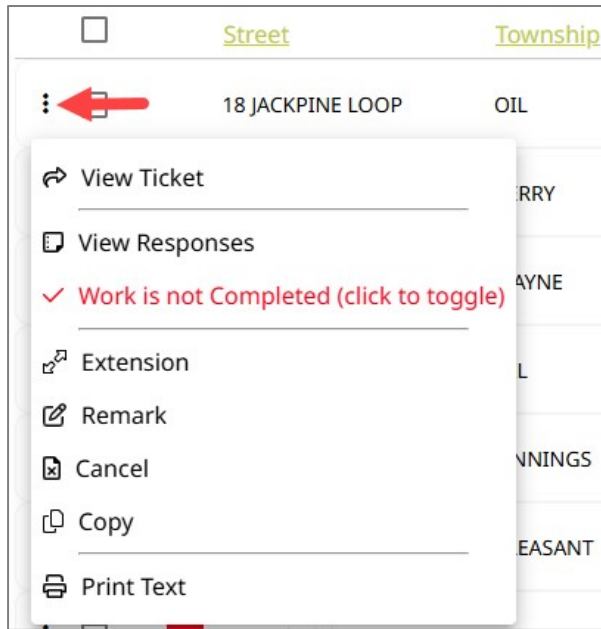 Street Township
18 JACKPINE LOOP OIL
View Ticket
View Responses
Work is not Completed (click to toggle)
Extension
Remark
Cancel
Copy
Print Text